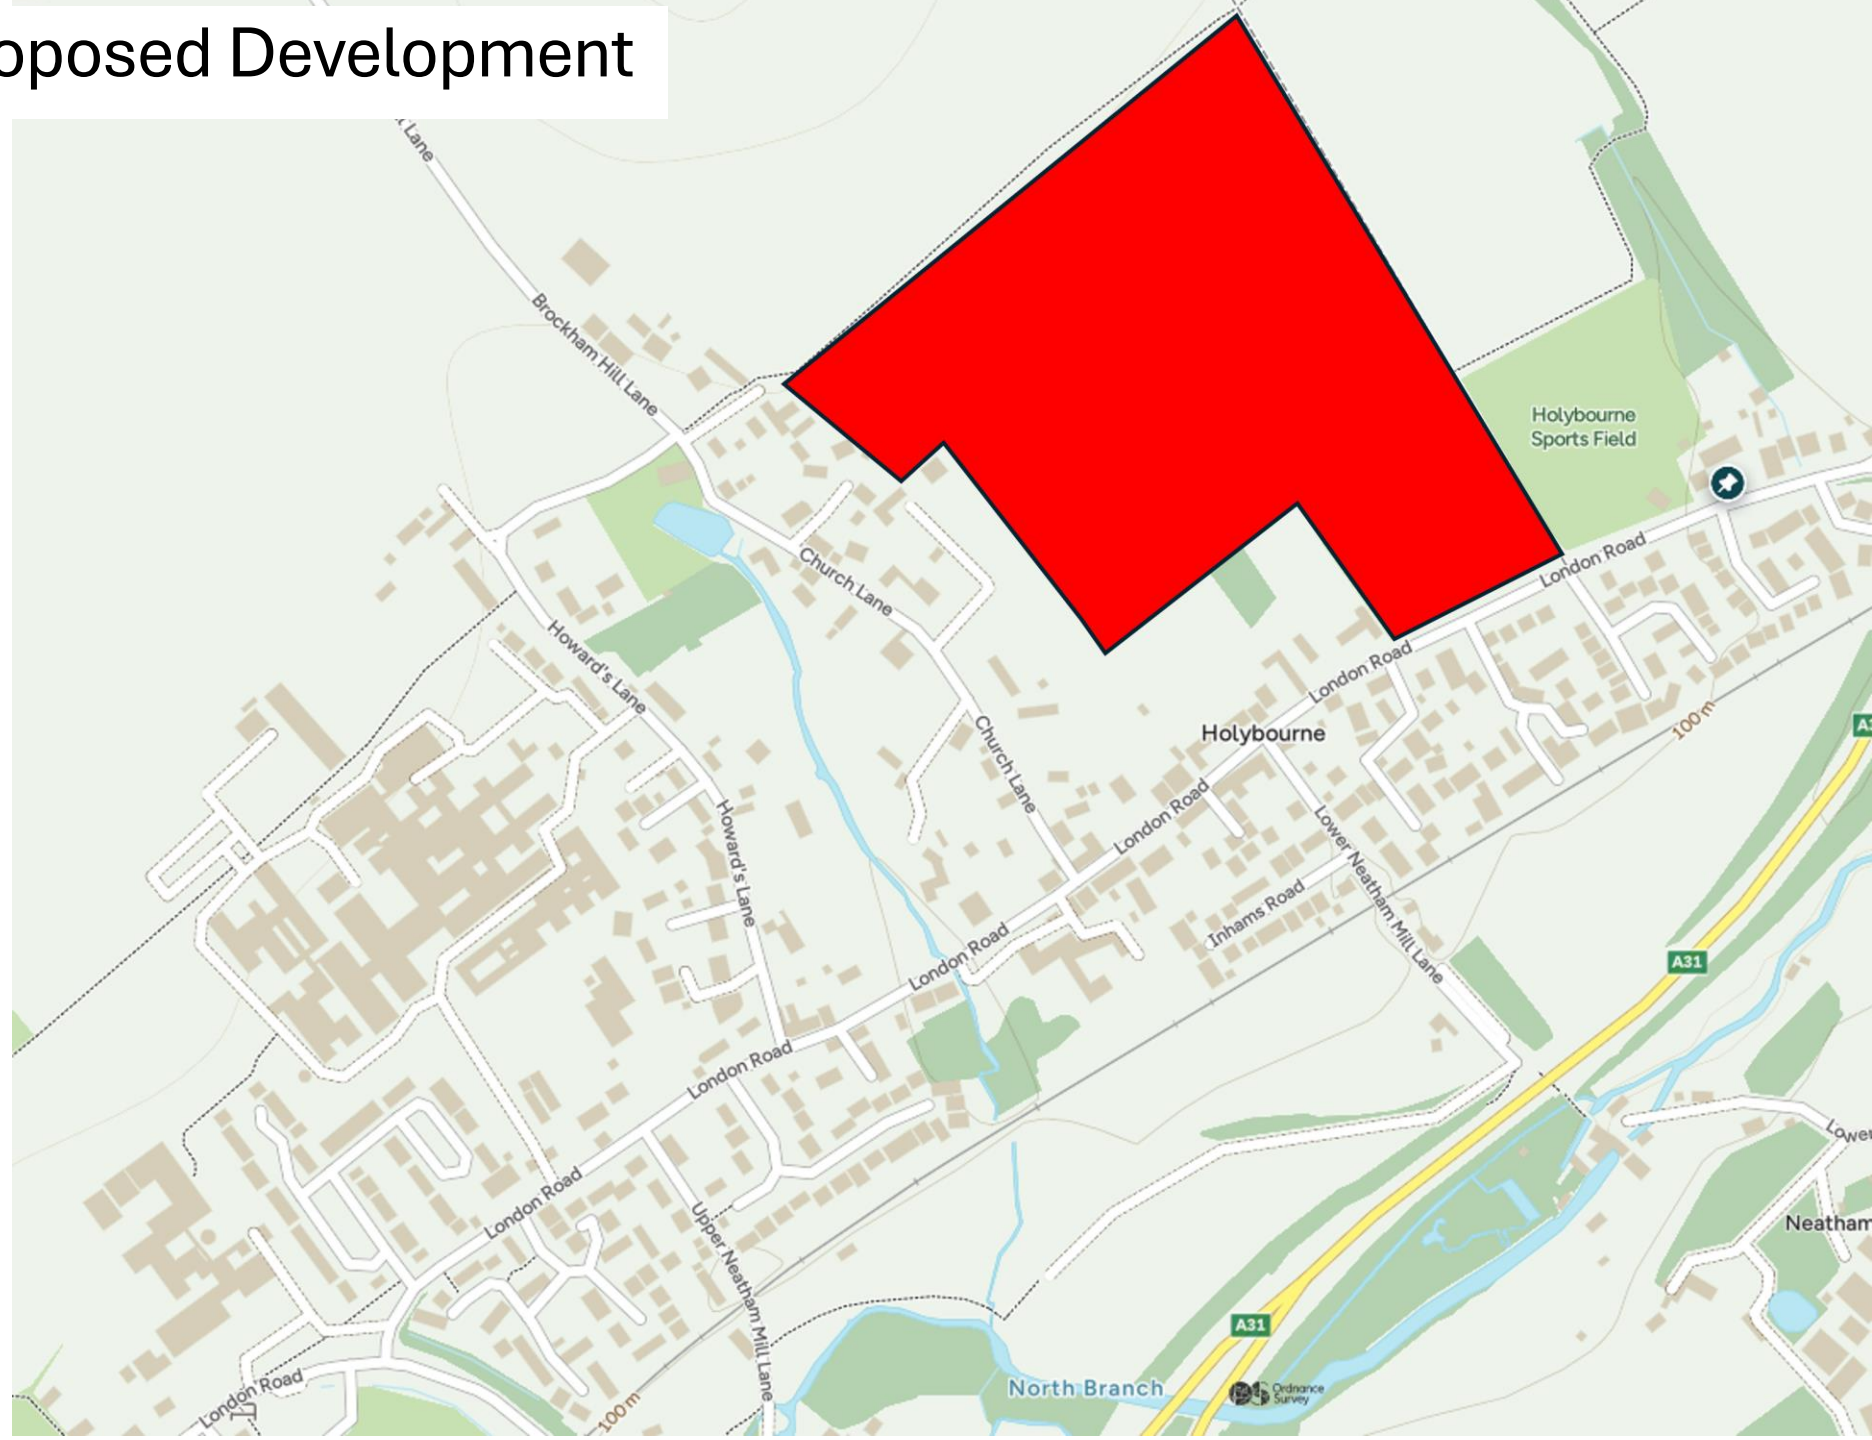 oposed Development
Lane
Brockham Hill Lane
Holybourne
Sports Field
London Road
Church Lane
Howard's Lane
London Road
Holybourne
100 m
Church Lane
London Road
Howard's Lane
Lower Neatham Mill Lane
Inhams Road
London Road
A31
London Road
London Road
Upper Neatham Mill Lane
Lower
Neatham
A31
North Branch
Ordnance
Survey
London Road
100 m